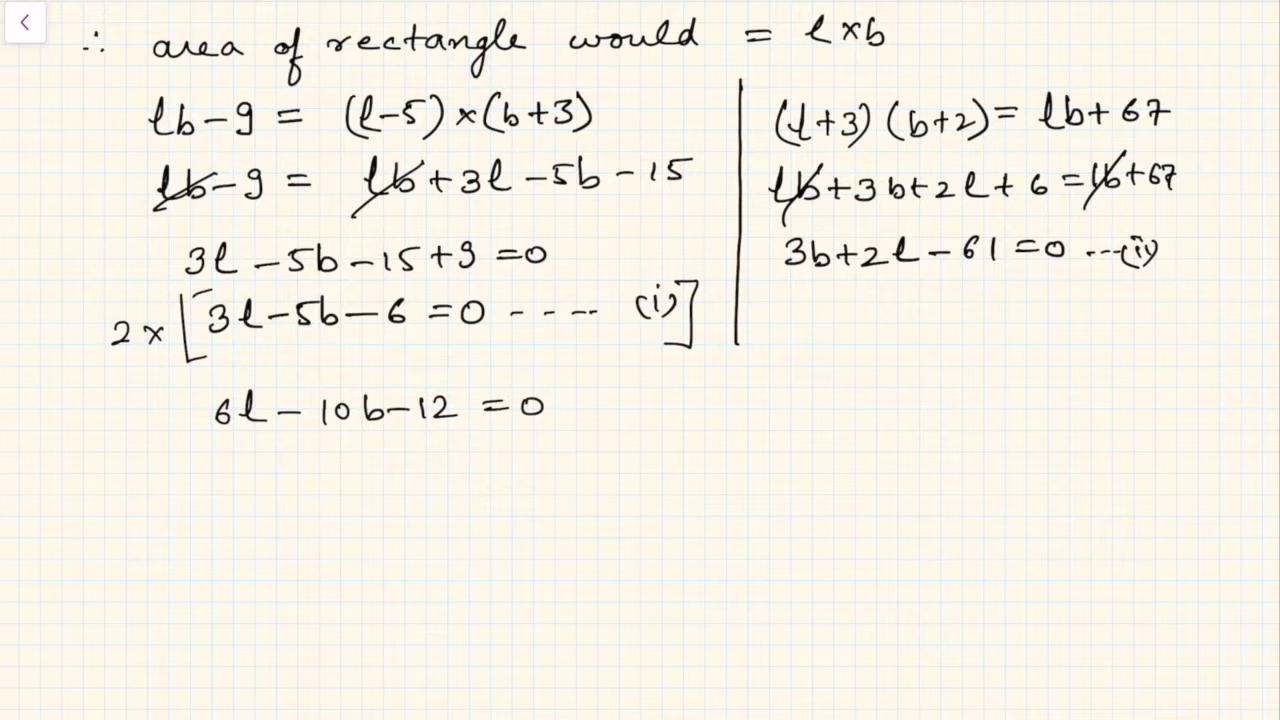 ∴ area of rectangle would = l×b
lb-9 = (l-5)×(b+3)
lb-9 = lb+3l-5b-15
3l-5b-15+9=0
2×[3l-5b-6=0 ---- (i)]
6l-10b-12=0
(l+3)(b+2)=lb+67
lb+3b+2l+6=lb+67
3b+2l-61=0 ---(ii)